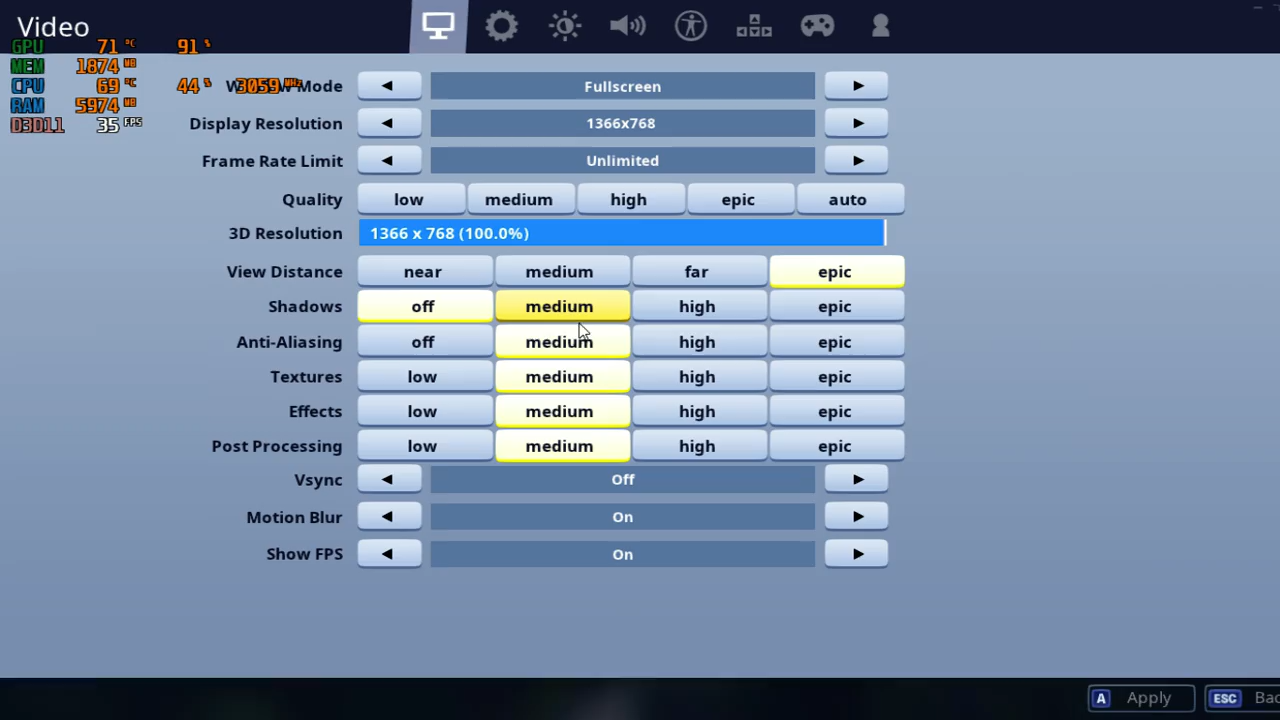 Video
GPU 71 °C 91 %
MEM 1874 MB
CPU 69 °C 44 % 3059 MHz
RAM 5974 MB
D3D11 35 FPS
Mode ◄ Fullscreen ►
Display Resolution ◄ 1366x768 ►
Frame Rate Limit ◄ Unlimited ►
Quality low medium high epic auto
3D Resolution 1366 x 768 (100.0%)
View Distance near medium far epic
Shadows off medium high epic
Anti-Aliasing off medium high epic
Textures low medium high epic
Effects low medium high epic
Post Processing low medium high epic
Vsync ◄ Off ►
Motion Blur ◄ On ►
Show FPS ◄ On ►
A Apply ESC Bac